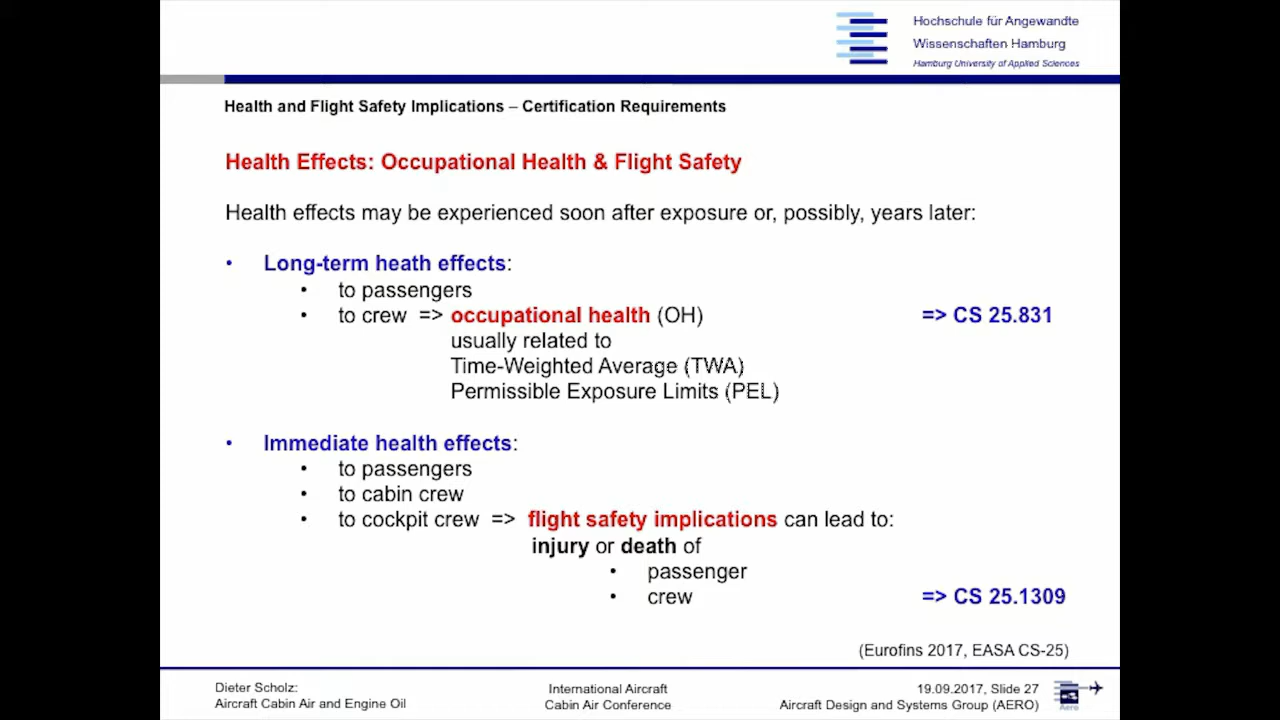 Hochschule für Angewandte
Wissenschaften Hamburg
Hamburg University of Applied Sciences
Health and Flight Safety Implications – Certification Requirements
Health Effects: Occupational Health & Flight Safety
Health effects may be experienced soon after exposure or, possibly, years later:
• Long-term heath effects:
• to passengers
• to crew => occupational health (OH) => CS 25.831
usually related to
Time-Weighted Average (TWA)
Permissible Exposure Limits (PEL)
• Immediate health effects:
• to passengers
• to cabin crew
• to cockpit crew => flight safety implications can lead to:
injury or death of
• passenger
• crew => CS 25.1309
(Eurofins 2017, EASA CS-25)
Dieter Scholz:
Aircraft Cabin Air and Engine Oil
International Aircraft
Cabin Air Conference
19.09.2017, Slide 27
Aircraft Design and Systems Group (AERO)
Aero